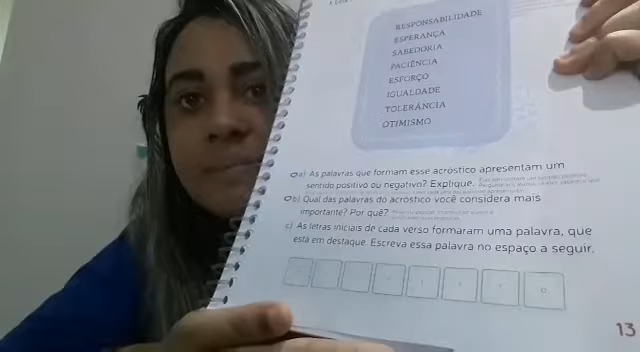 RESPONSABILIDADE
ESPERANÇA
SABEDORIA
PACIÊNCIA
ESFORÇO
IGUALDADE
TOLERÂNCIA
OTIMISMO
a) As palavras que formam esse acróstico apresentam um
sentido positivo ou negativo? Explique.
b) Qual das palavras do acróstico você considera mais
importante? Por quê?
c) As letras iniciais de cada verso formaram uma palavra, que
está em destaque. Escreva essa palavra no espaço a seguir.
13